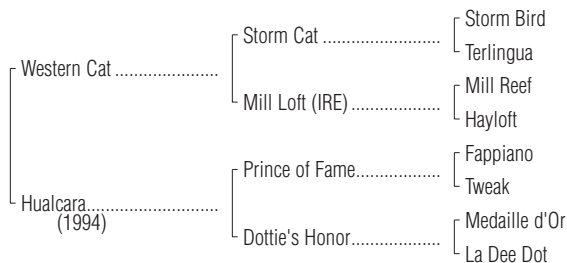 Storm Bird
Storm Cat ........................
Terlingua
Western Cat .....................
Mill Reef
Mill Loft (IRE) ..................
Hayloft
Fappiano
Prince of Fame.................
Tweak
Hualcara...........................
(1994)
Medaille d'Or
Dottie's Honor..................
La Dee Dot